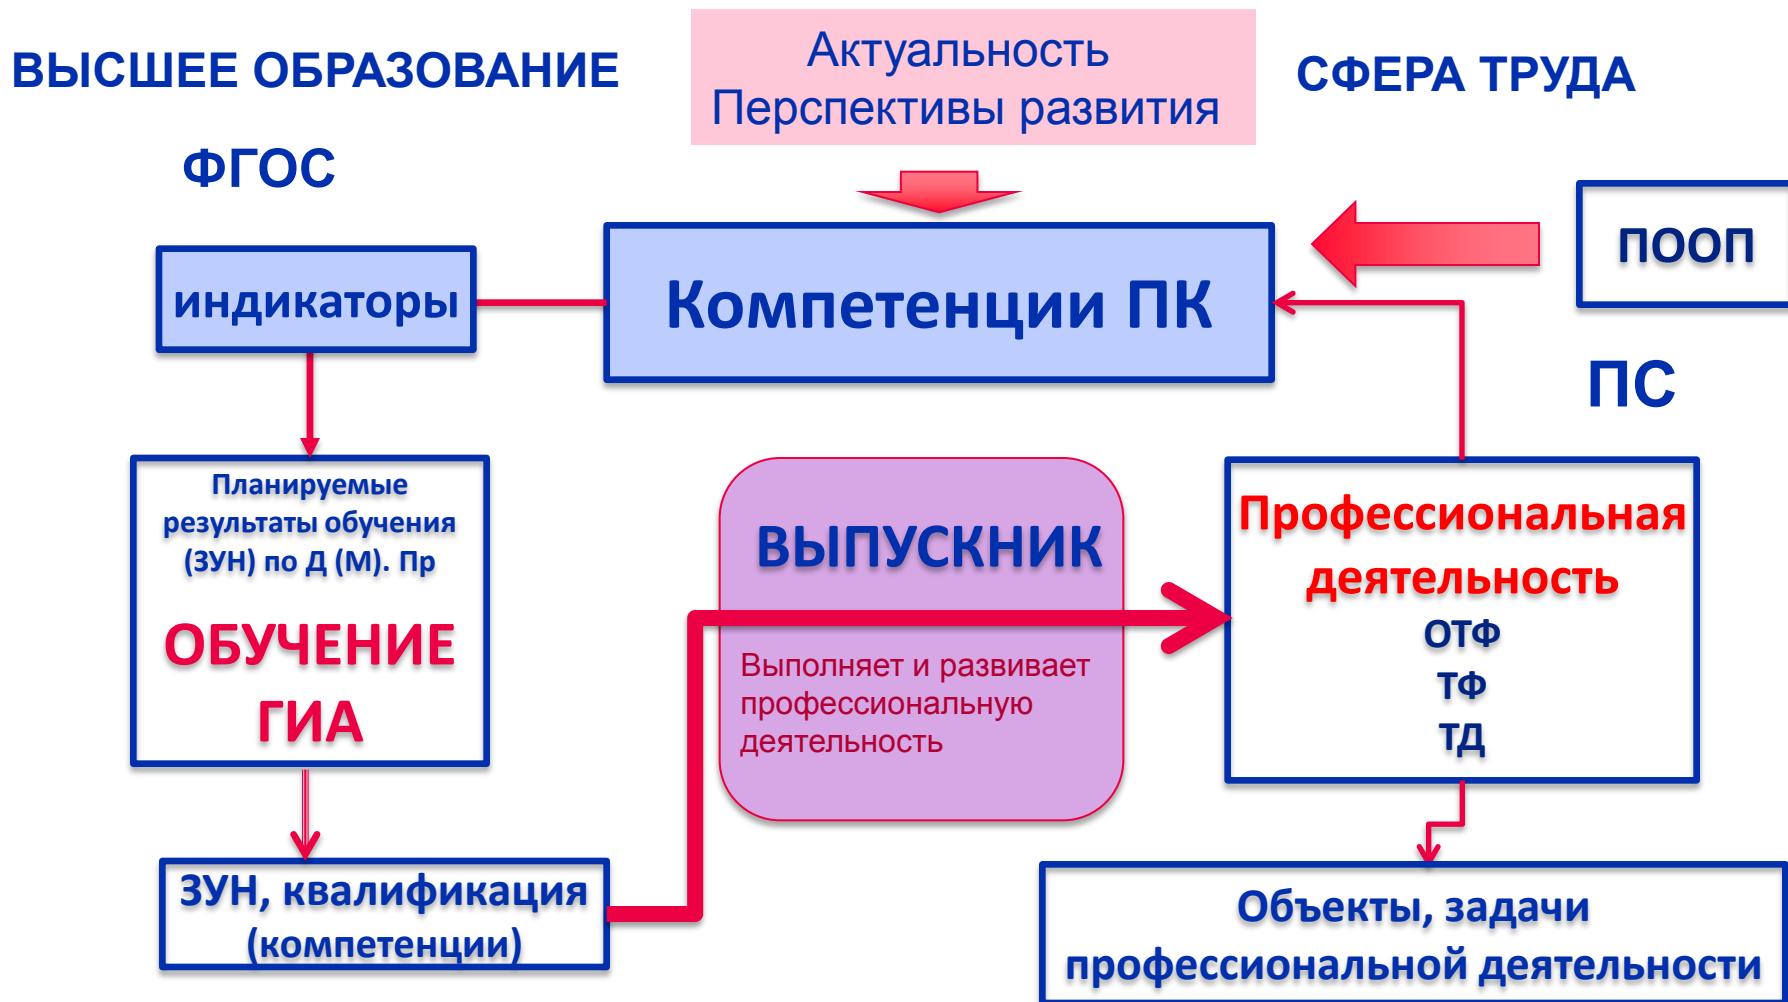 ВЫСШЕЕ ОБРАЗОВАНИЕ
Актуальность
Перспективы развития
СФЕРА ТРУДА
ФГОС
ПООП
индикаторы
Компетенции ПК
ПС
Планируемые
результаты обучения
(ЗУН) по Д (М). Пр
ОБУЧЕНИЕ
ГИА
ВЫПУСКНИК
Выполняет и развивает
профессиональную
деятельность
Профессиональная
деятельность
ОТФ
ТФ
ТД
ЗУН, квалификация
(компетенции)
Объекты, задачи
профессиональной деятельности